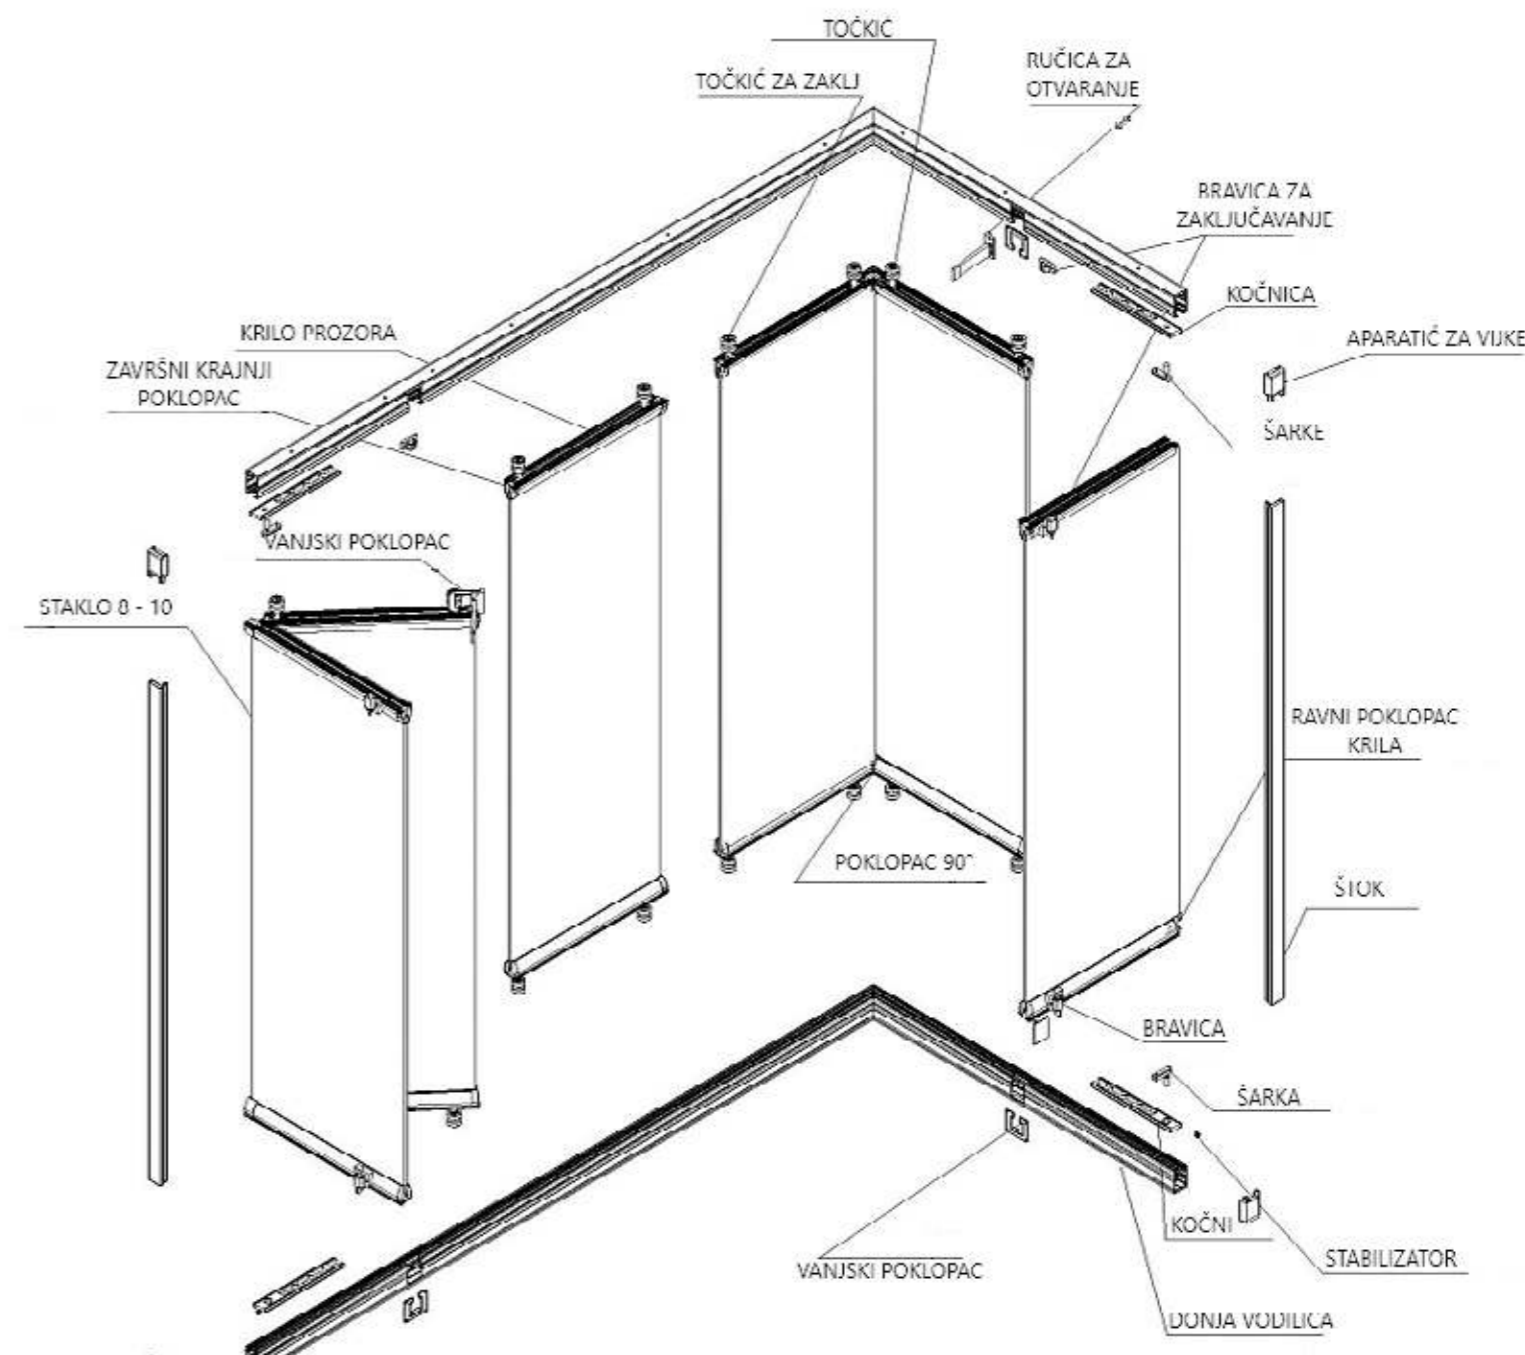 TOČKIĆ
RUČICA ZA
OTVARANJE
TOČKIĆ ZA ZAKLJ
BRAVICA ZA
ZAKLJUČAVANJE
KOČNICA
KRILO PROZORA
APARATIĆ ZA VIJKE
ZAVRŠNI KRAJNJI
POKLOPAC
ŠARKE
VANJSKI POKLOPAC
STAKLO 8 - 10
RAVNI POKLOPAC
KRILA
POKLOPAC 90°
ŠTOK
BRAVICA
ŠARKA
KOČNI
STABILIZATOR
VANJSKI POKLOPAC
DONJA VODILICA